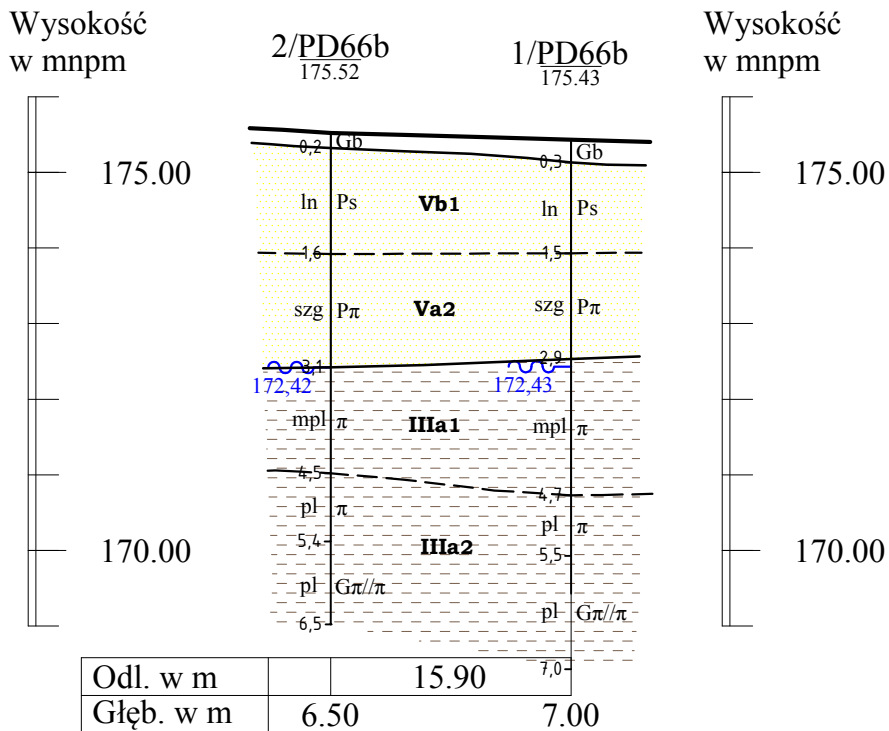 Wysokość
w mnpm
2/PD66b
175.52
1/PD66b
175.43
Wysokość
w mnpm
0,2
Gb
0,3
Gb
175.00
175.00
ln
Ps
Vb1
ln
Ps
1,6
1,5
szg
Pπ
Va2
szg
Pπ
3,1
2,9
172,42
172,43
mpl
π
IIIa1
mpl
π
4,5
4,7
pl
π
pl
π
5,4
5,5
170.00
IIIa2
170.00
pl
Gπ//π
pl
Gπ//π
6,5
7,0
Odl. w m
15.90
Głęb. w m
6.50
7.00